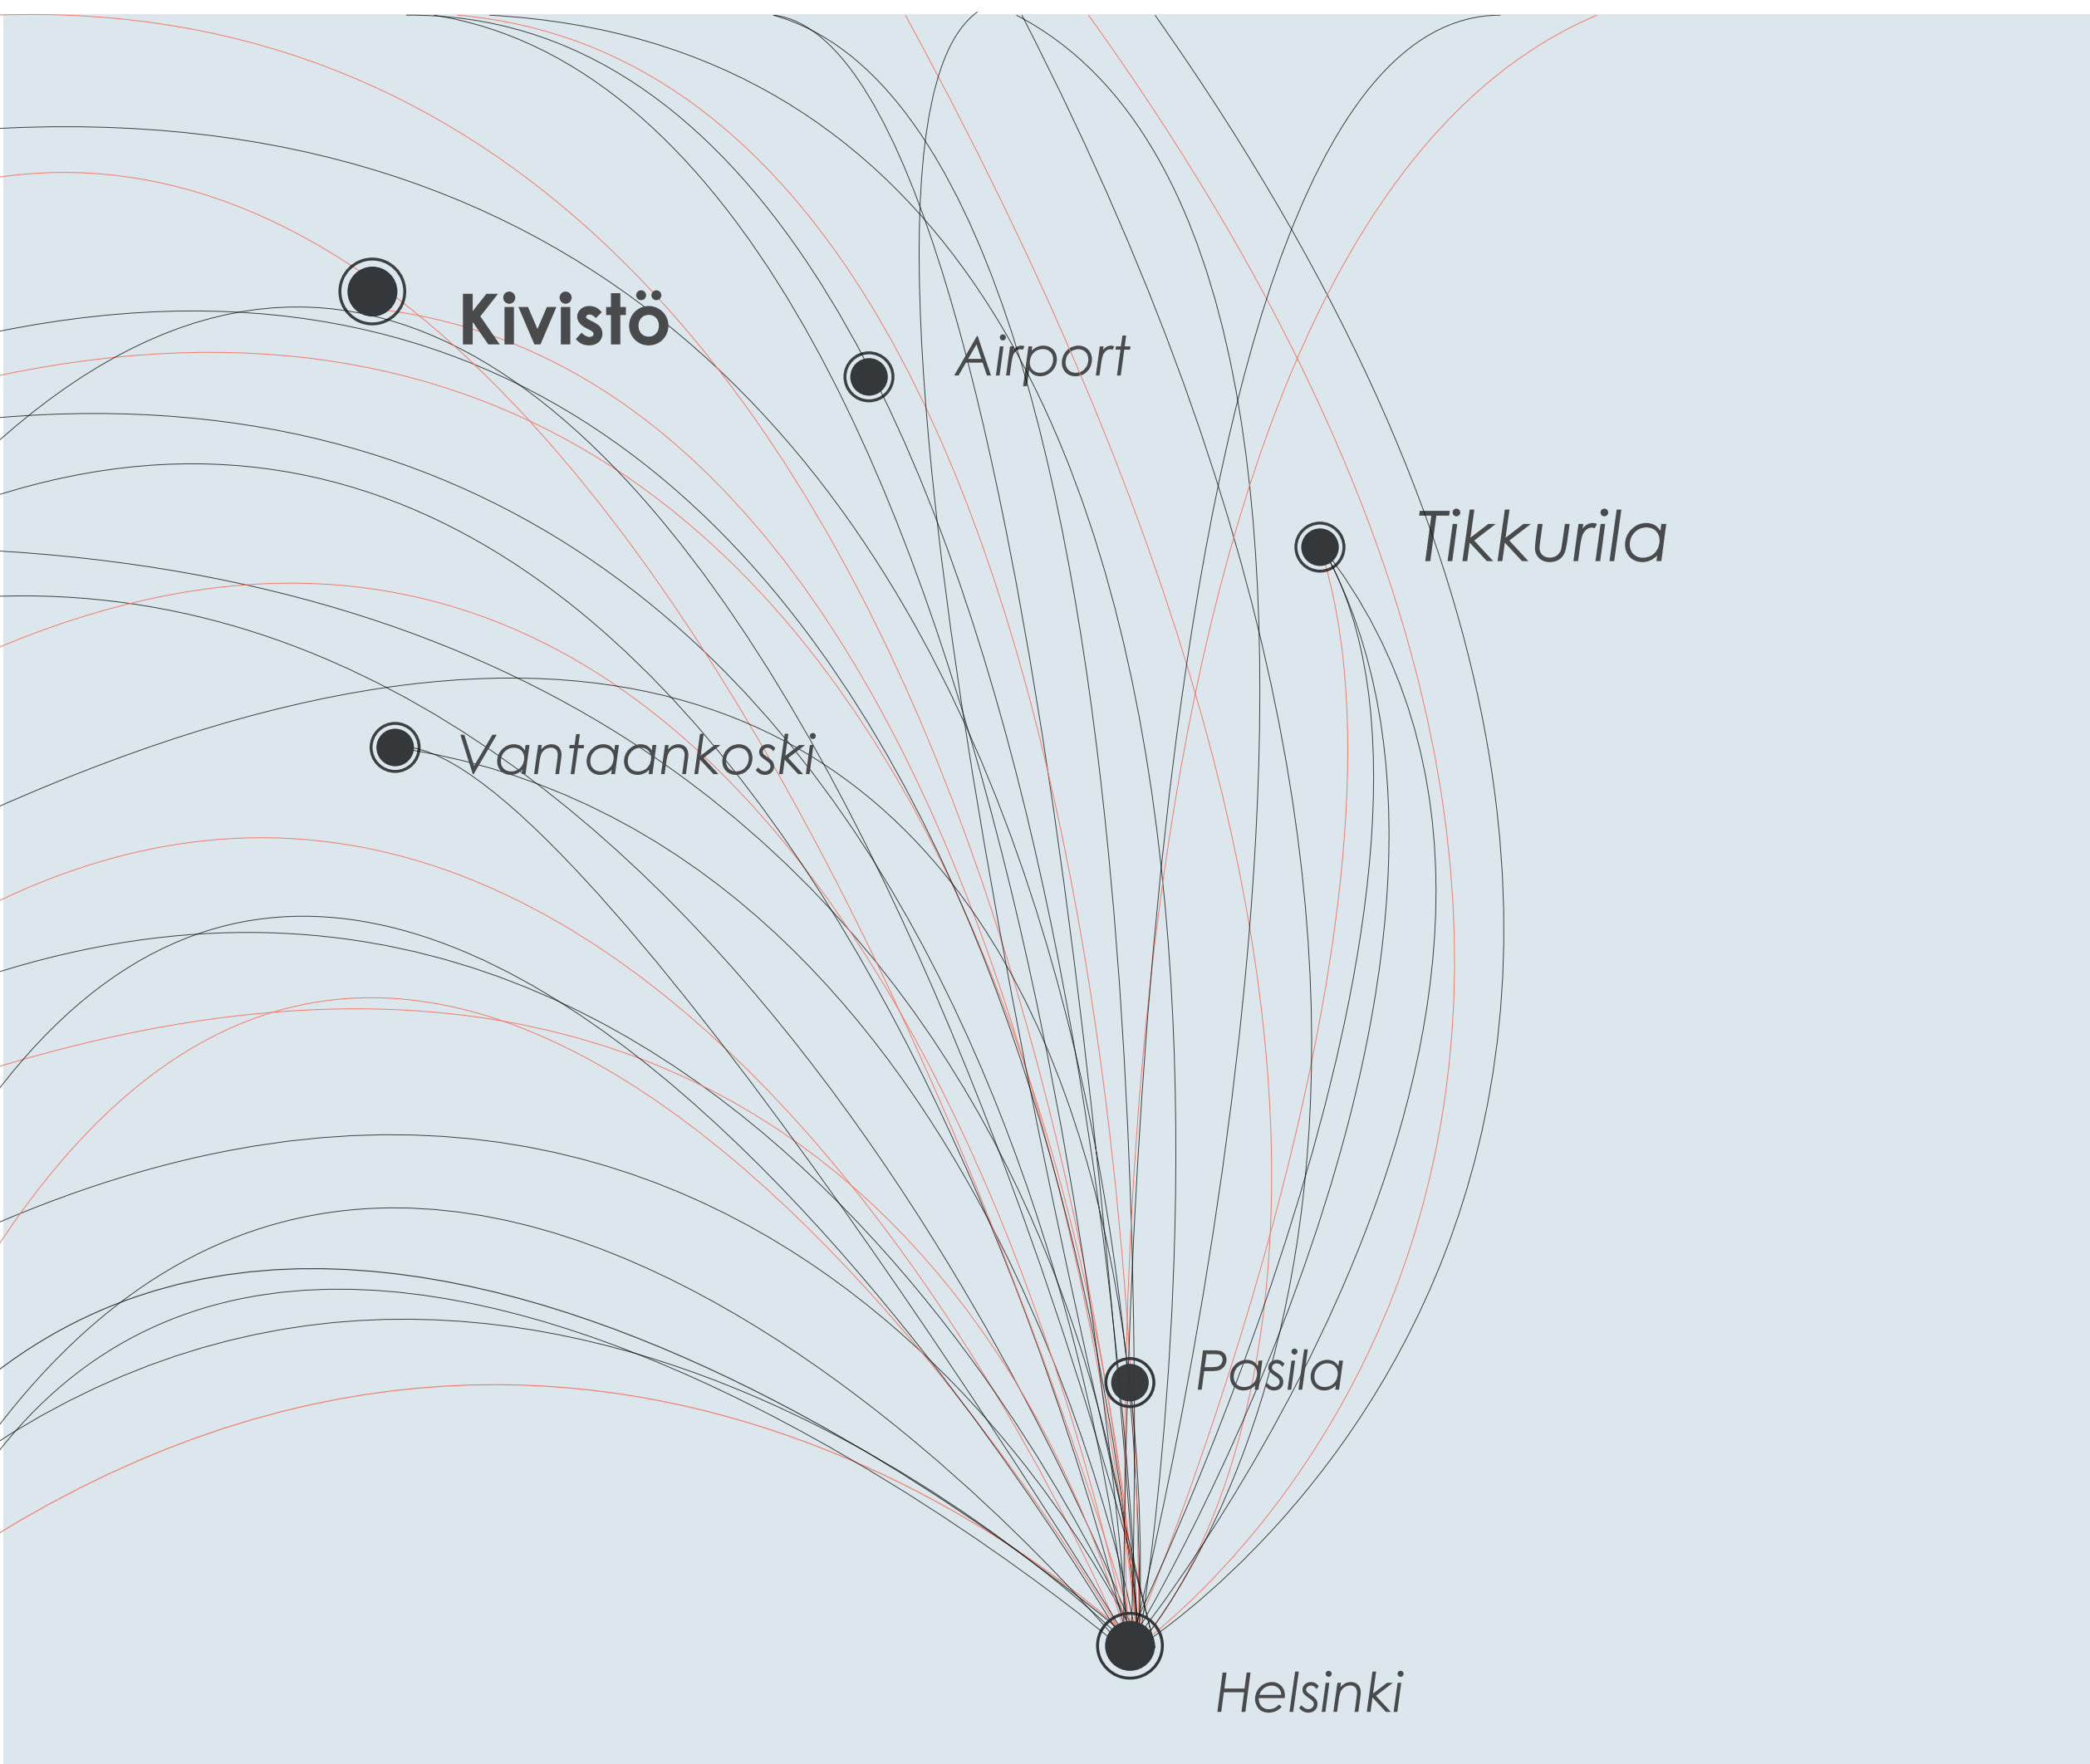 Kivistö
Airport
Tikkurila
Vantaankoski
Pasila
Helsinki